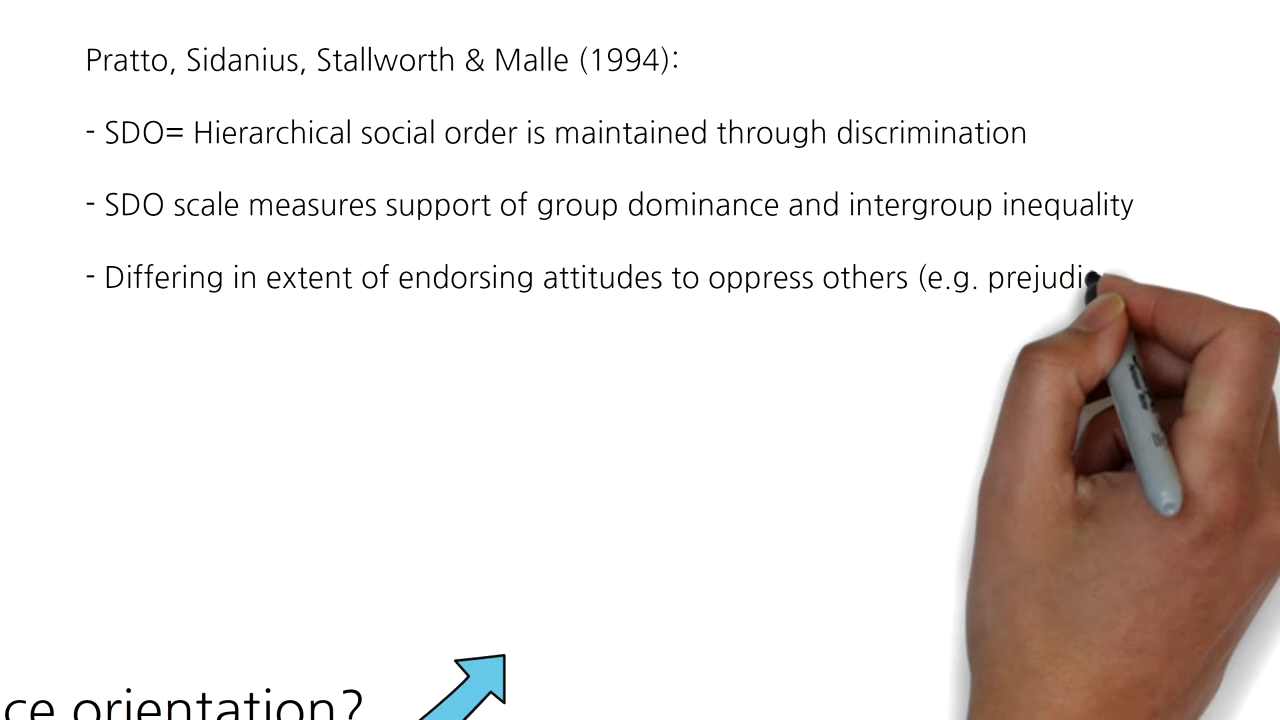 Pratto, Sidanius, Stallworth & Malle (1994):
- SDO= Hierarchical social order is maintained through discrimination
- SDO scale measures support of group dominance and intergroup inequality
- Differing in extent of endorsing attitudes to oppress others (e.g. prejudi
ce orientation?